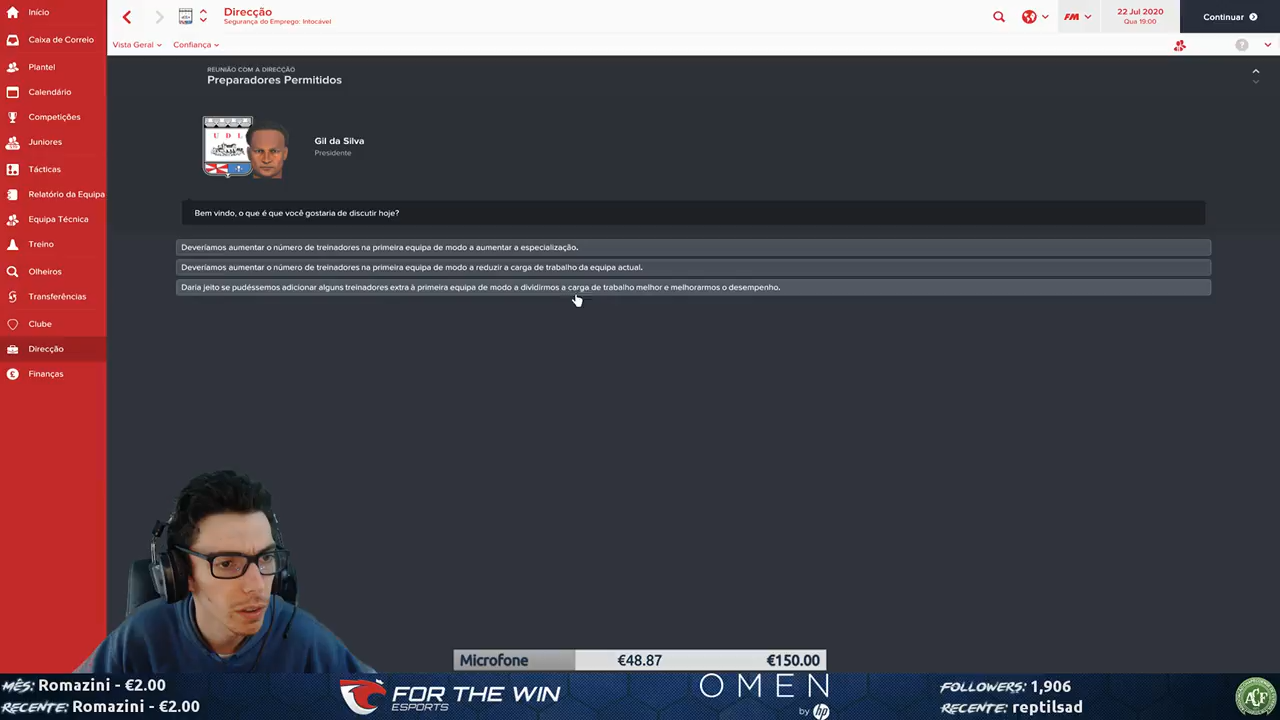 Início
Caixa de Correio
Plantel
Calendário
Competições
Juniores
Tácticas
Relatório da Equipa
Equipa Técnica
Treino
Olheiros
Transferências
Clube
Direcção
Finanças
Direcção
Segurança do Emprego: Intocável
FM
22 Jul 2020
Qua 19:00
Continuar
Vista Geral
Confiança
?
REUNIÃO COM A DIRECÇÃO
Preparadores Permitidos
U D L
Gil da Silva
Presidente
Bem vindo, o que é que você gostaria de discutir hoje?
Deveríamos aumentar o número de treinadores na primeira equipa de modo a aumentar a especialização.
Deveríamos aumentar o número de treinadores na primeira equipa de modo a reduzir a carga de trabalho da equipa actual.
Daria jeito se pudéssemos adicionar alguns treinadores extra à primeira equipa de modo a dividirmos a carga de trabalho melhor e melhorarmos o desempenho.
Microfone €48.87 €150.00
MÊS: Romazini - €2.00
RECENTE: Romazini - €2.00
FOR THE WIN
ESPORTS
OMEN
by hp
FOLLOWERS: 1,906
RECENTE: reptilsad